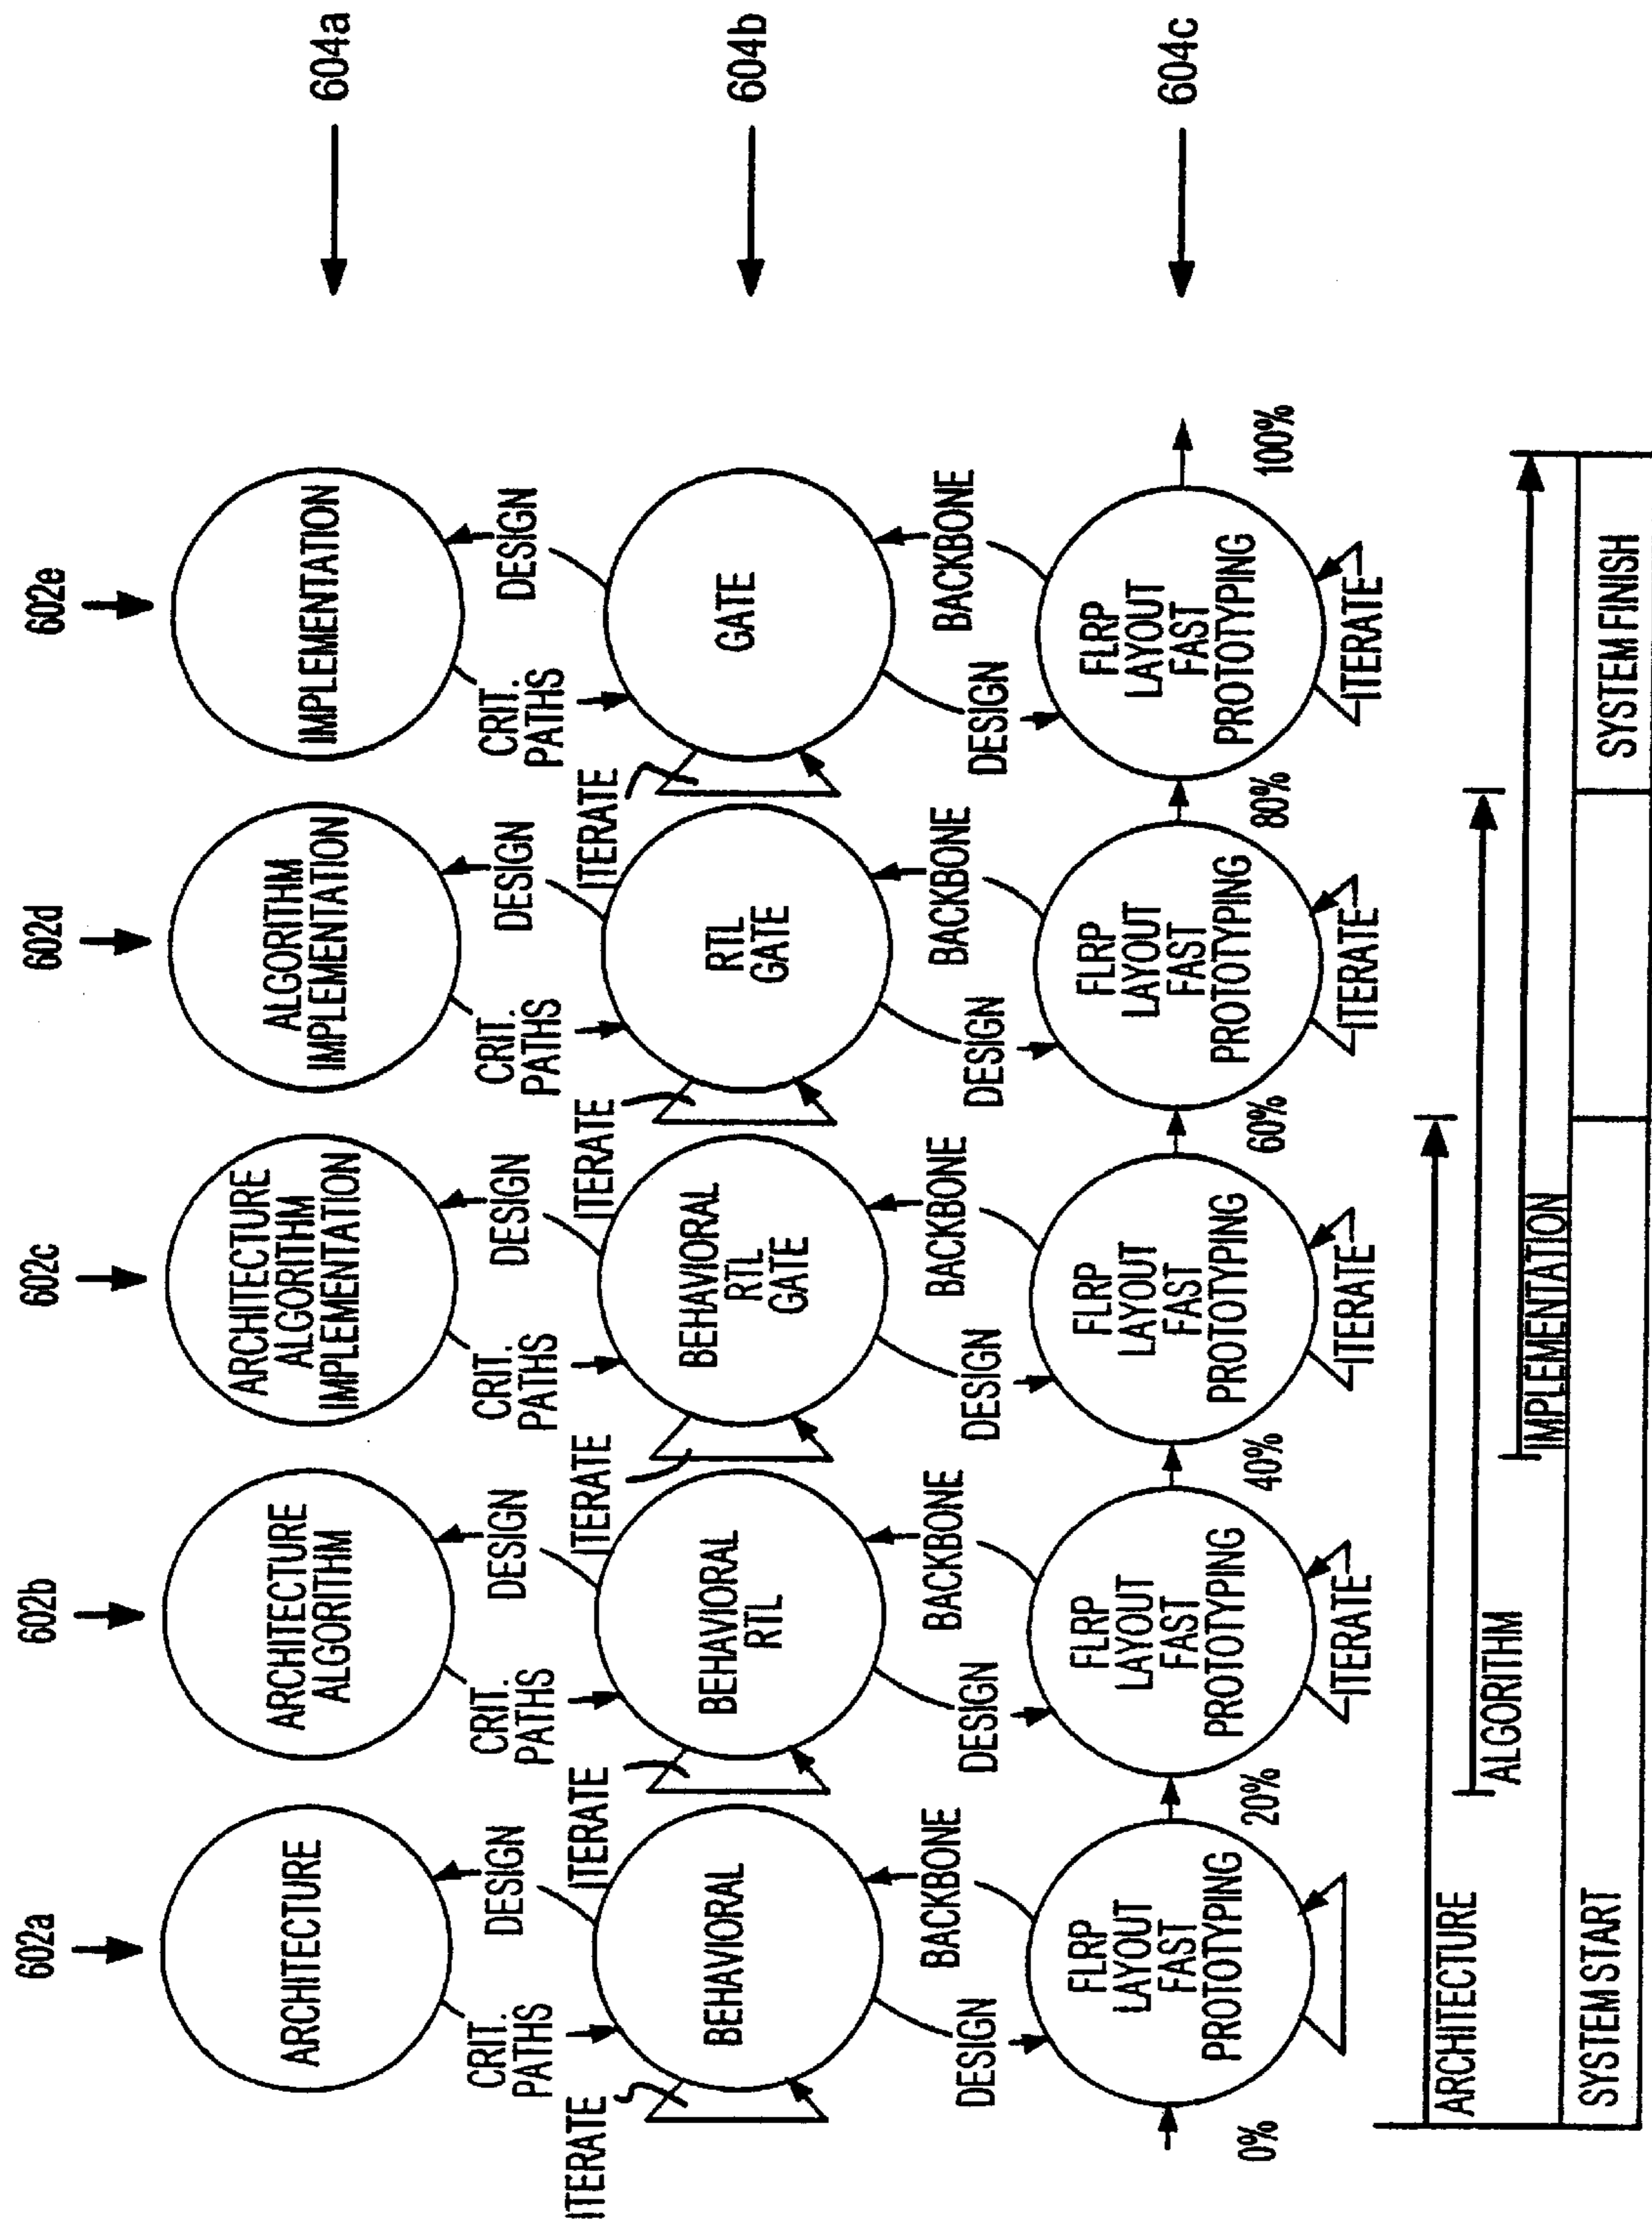 602a
602b
602c
602d
602e
ARCHITECTURE
ARCHITECTURE
ALGORITHM
ARCHITECTURE
ALGORITHM
IMPLEMENTATION
ALGORITHM
IMPLEMENTATION
IMPLEMENTATION
604a
CRIT.
PATHS
DESIGN
CRIT.
PATHS
DESIGN
CRIT.
PATHS
DESIGN
CRIT.
PATHS
DESIGN
CRIT.
PATHS
DESIGN
ITERATE
ITERATE
ITERATE
ITERATE
ITERATE
BEHAVIORAL
BEHAVIORAL
RTL
BEHAVIORAL
RTL
GATE
RTL
GATE
GATE
604b
DESIGN
BACKBONE
DESIGN
BACKBONE
DESIGN
BACKBONE
DESIGN
BACKBONE
DESIGN
BACKBONE
FLRP
LAYOUT
FAST
PROTOTYPING
FLRP
LAYOUT
FAST
PROTOTYPING
FLRP
LAYOUT
FAST
PROTOTYPING
FLRP
LAYOUT
FAST
PROTOTYPING
FLRP
LAYOUT
FAST
PROTOTYPING
604c
0%
20%
40%
60%
80%
100%
ITERATE
ITERATE
ITERATE
ITERATE
ARCHITECTURE
ALGORITHM
IMPLEMENTATION
SYSTEM START
SYSTEM FINISH